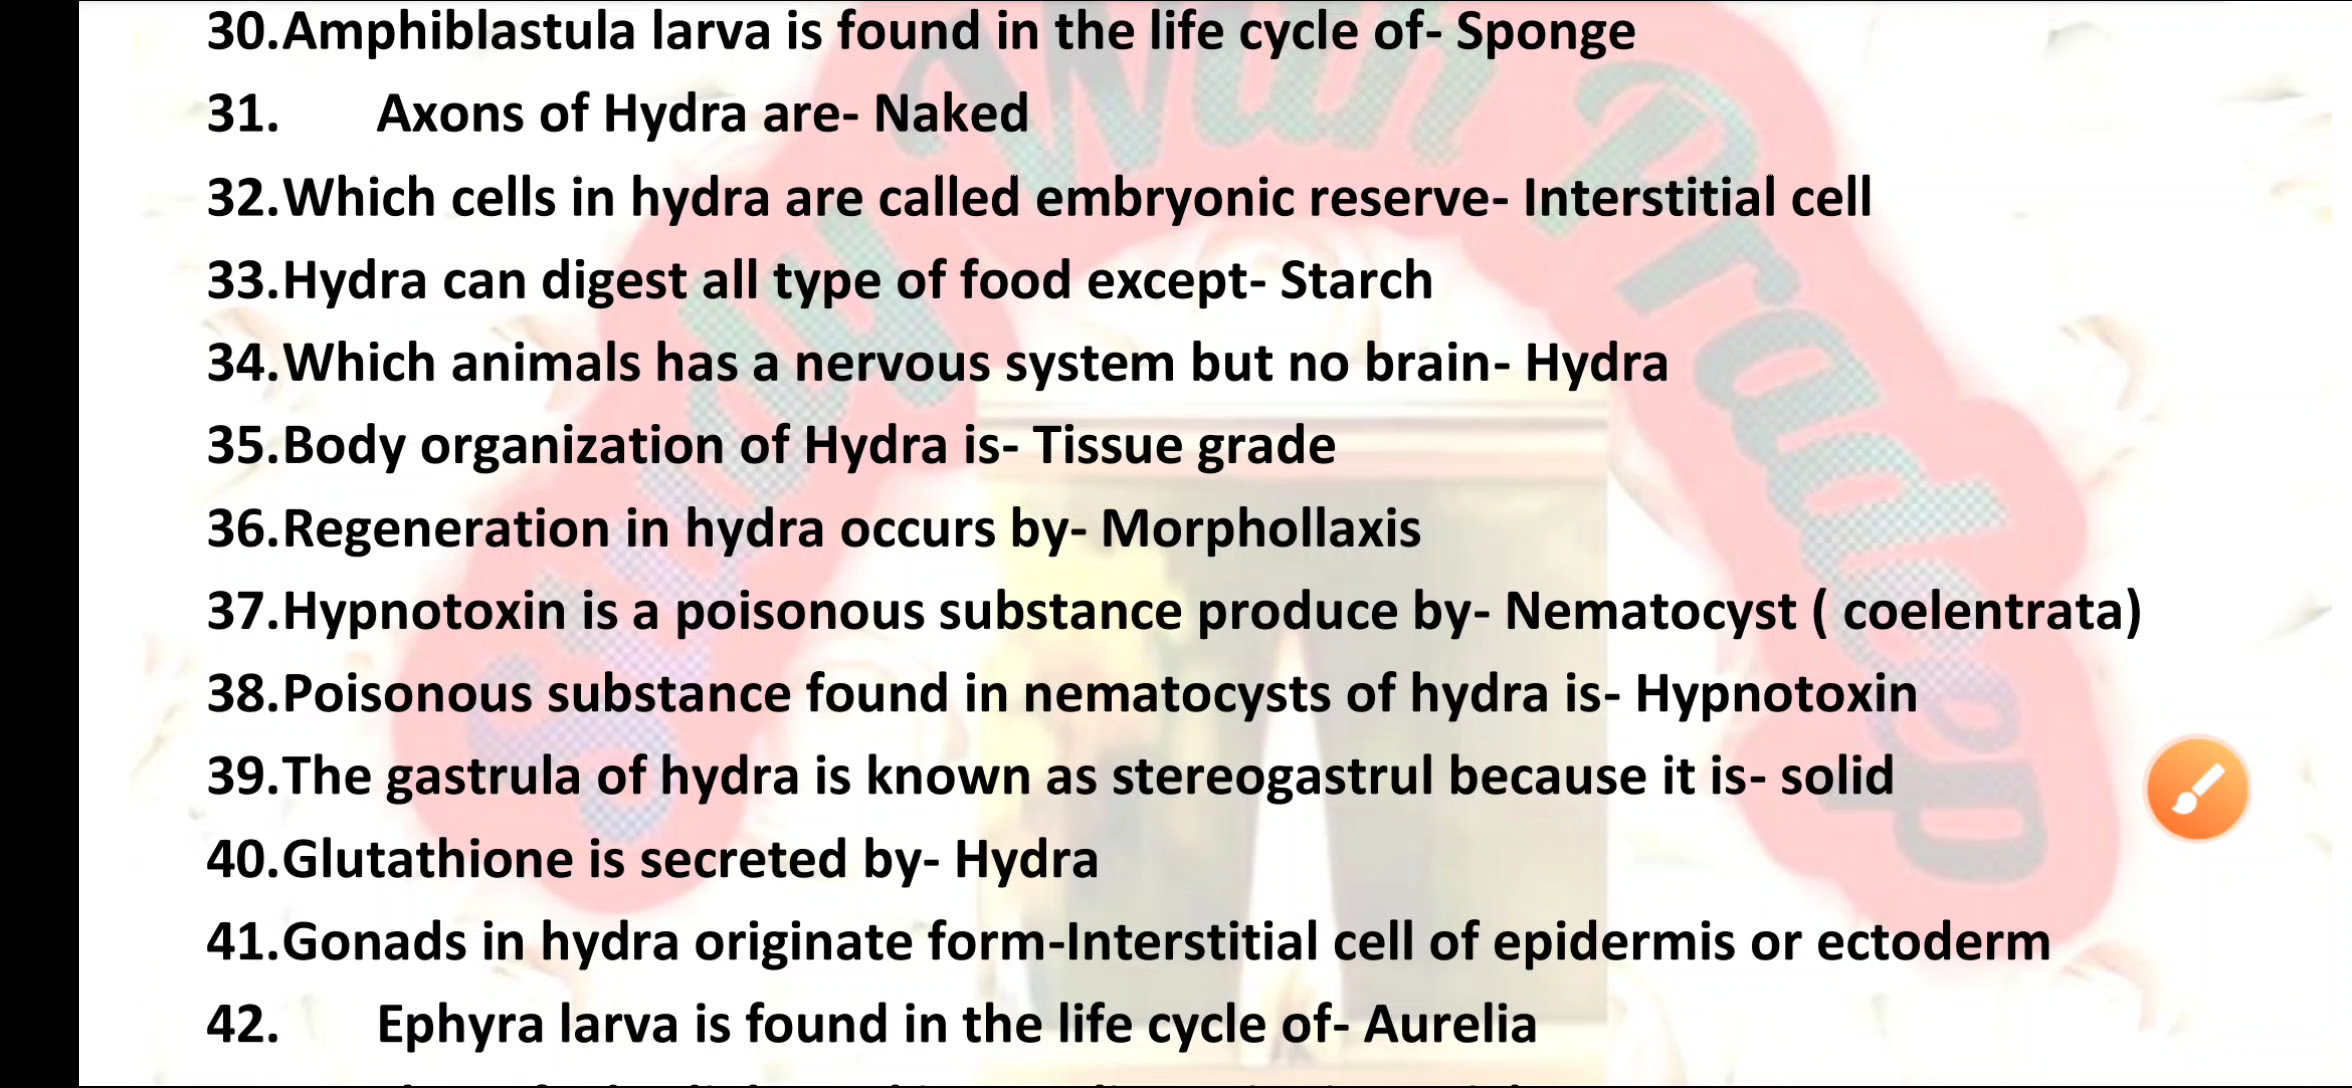 30.Amphiblastula larva is found in the life cycle of- Sponge
31. Axons of Hydra are- Naked
32.Which cells in hydra are called embryonic reserve- Interstitial cell
33.Hydra can digest all type of food except- Starch
34.Which animals has a nervous system but no brain- Hydra
35.Body organization of Hydra is- Tissue grade
36.Regeneration in hydra occurs by- Morphollaxis
37.Hypnotoxin is a poisonous substance produce by- Nematocyst ( coelentrata)
38.Poisonous substance found in nematocysts of hydra is- Hypnotoxin
39.The gastrula of hydra is known as stereogastrul because it is- solid
40.Glutathione is secreted by- Hydra
41.Gonads in hydra originate form-Interstitial cell of epidermis or ectoderm
42. Ephyra larva is found in the life cycle of- Aurelia
With Pradeep